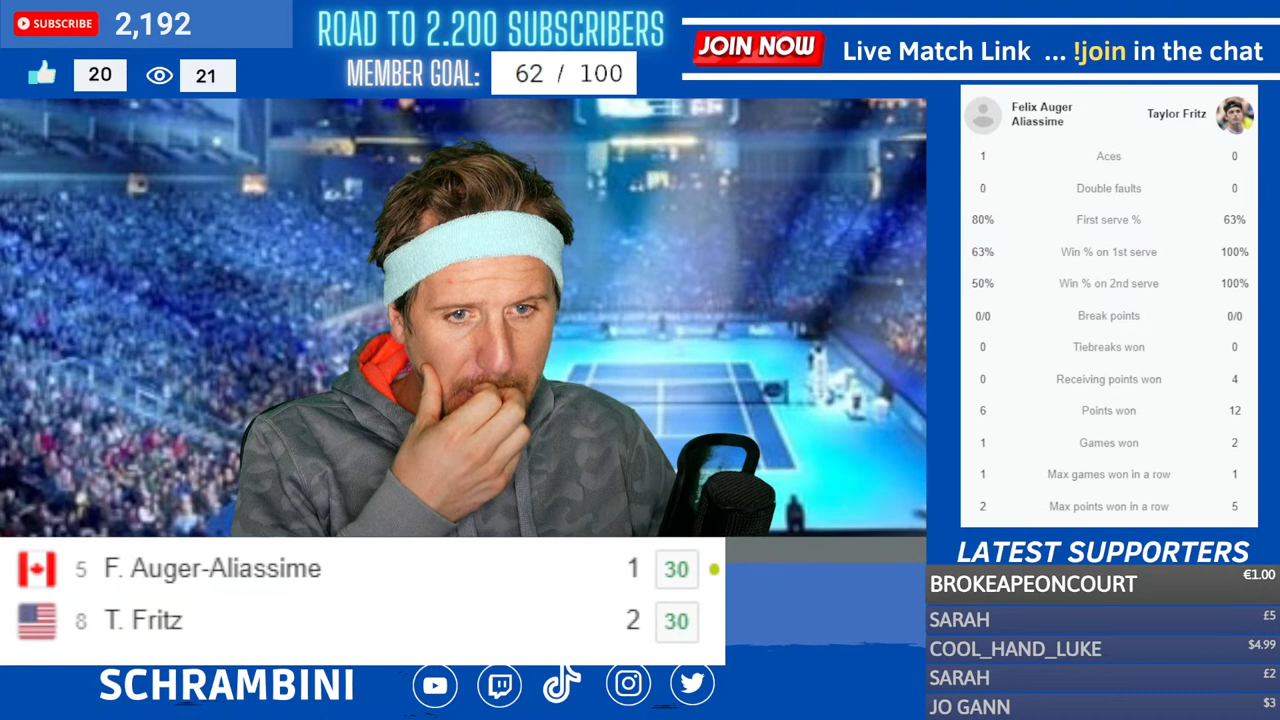 SUBSCRIBE 2,192
ROAD TO 2.200 SUBSCRIBERS
20 21
MEMBER GOAL: 62 / 100
JOIN NOW Live Match Link ... !join in the chat
Felix Auger
Aliassime
Taylor Fritz
1 Aces 0
0 Double faults 0
80% First serve % 63%
63% Win % on 1st serve 100%
50% Win % on 2nd serve 100%
0/0 Break points 0/0
0 Tiebreaks won 0
0 Receiving points won 4
6 Points won 12
1 Games won 2
1 Max games won in a row 1
2 Max points won in a row 5
5 F. Auger-Aliassime 1 30
8 T. Fritz 2 30
LATEST SUPPORTERS
BROKEAPEONCOURT €1.00
SARAH £5
COOL_HAND_LUKE $4.99
SARAH £2
JO GANN $3
SCHRAMBINI